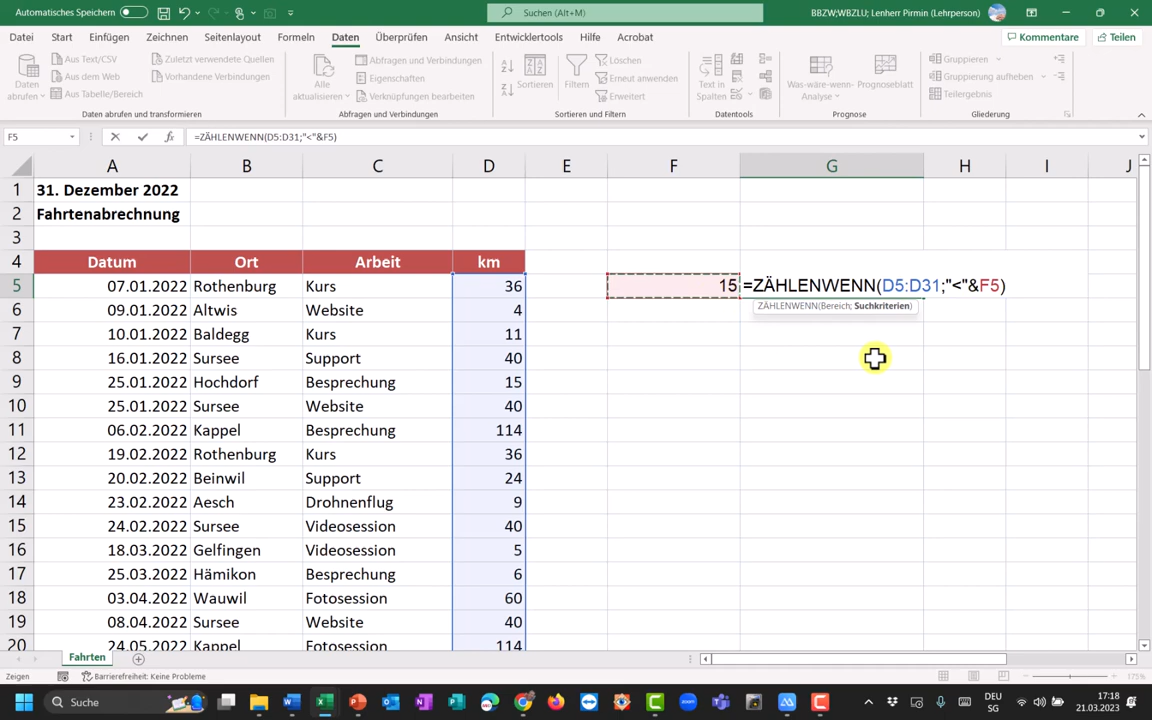 Automatisches Speichern
Suchen (Alt+M)
BBZW;WBZLU; Lenherr Pirmin (Lehrperson)
Datei Start Einfügen Zeichnen Seitenlayout Formeln Daten Überprüfen Ansicht Entwicklertools Hilfe Acrobat Kommentare Teilen
Daten abrufen
Aus Text/CSV
Aus dem Web
Aus Tabelle/Bereich
Zuletzt verwendete Quellen
Vorhandene Verbindungen
Alle aktualisieren
Abfragen und Verbindungen
Eigenschaften
Verknüpfungen bearbeiten
Sortieren
Filtern
Löschen
Erneut anwenden
Erweitert
Text in Spalten
Was-wäre-wenn-Analyse
Prognoseblatt
Gruppieren
Gruppierung aufheben
Teilergebnis
Daten abrufen und transformieren Abfragen und Verbindungen Sortieren und Filtern Datentools Prognose Gliederung
F5 fx =ZÄHLENWENN(D5:D31;"<"&F5)
A B C D E F G H I J
1 31. Dezember 2022
2 Fahrtenabrechnung
3
4 Datum Ort Arbeit km
5 07.01.2022 Rothenburg Kurs 36 15 =ZÄHLENWENN(D5:D31;"<"&F5)
ZÄHLENWENN(Bereich; Suchkriterien)
6 09.01.2022 Altwis Website 4
7 10.01.2022 Baldegg Kurs 11
8 16.01.2022 Sursee Support 40
9 25.01.2022 Hochdorf Besprechung 15
10 25.01.2022 Sursee Website 40
11 06.02.2022 Kappel Besprechung 114
12 19.02.2022 Rothenburg Kurs 36
13 20.02.2022 Beinwil Support 24
14 23.02.2022 Aesch Drohnenflug 9
15 24.02.2022 Sursee Videosession 40
16 18.03.2022 Gelfingen Videosession 5
17 25.03.2022 Hämikon Besprechung 6
18 03.04.2022 Wauwil Fotosession 60
19 08.04.2022 Sursee Website 40
20 24.05.2022 Kappel Fotosession 114
Fahrten
Zeigen Barrierefreiheit: Keine Probleme 175%
Suche
zoom
DEU
SG
17:18
21.03.2023